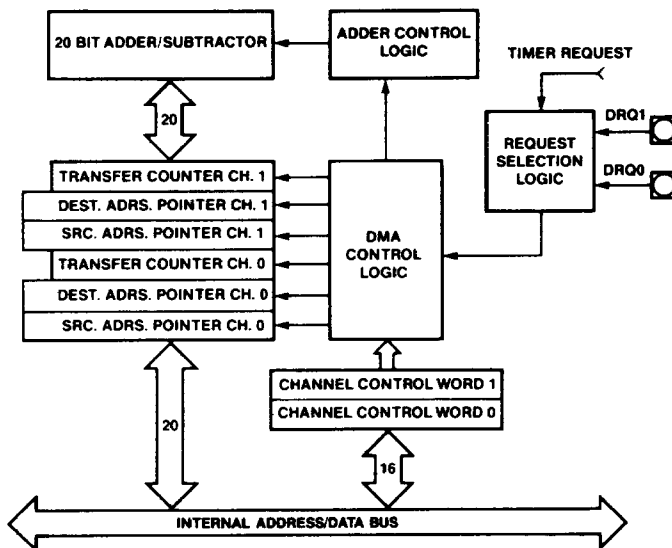 20 BIT ADDER/SUBTRACTOR
ADDER CONTROL
LOGIC
TIMER REQUEST
20
DRQ1
REQUEST
SELECTION
LOGIC
DRQ0
TRANSFER COUNTER CH. 1
DEST. ADRS. POINTER CH. 1
SRC. ADRS. POINTER CH. 1
TRANSFER COUNTER CH. 0
DEST. ADRS. POINTER CH. 0
SRC. ADRS. POINTER CH. 0
DMA
CONTROL
LOGIC
CHANNEL CONTROL WORD 1
CHANNEL CONTROL WORD 0
20
16
INTERNAL ADDRESS/DATA BUS